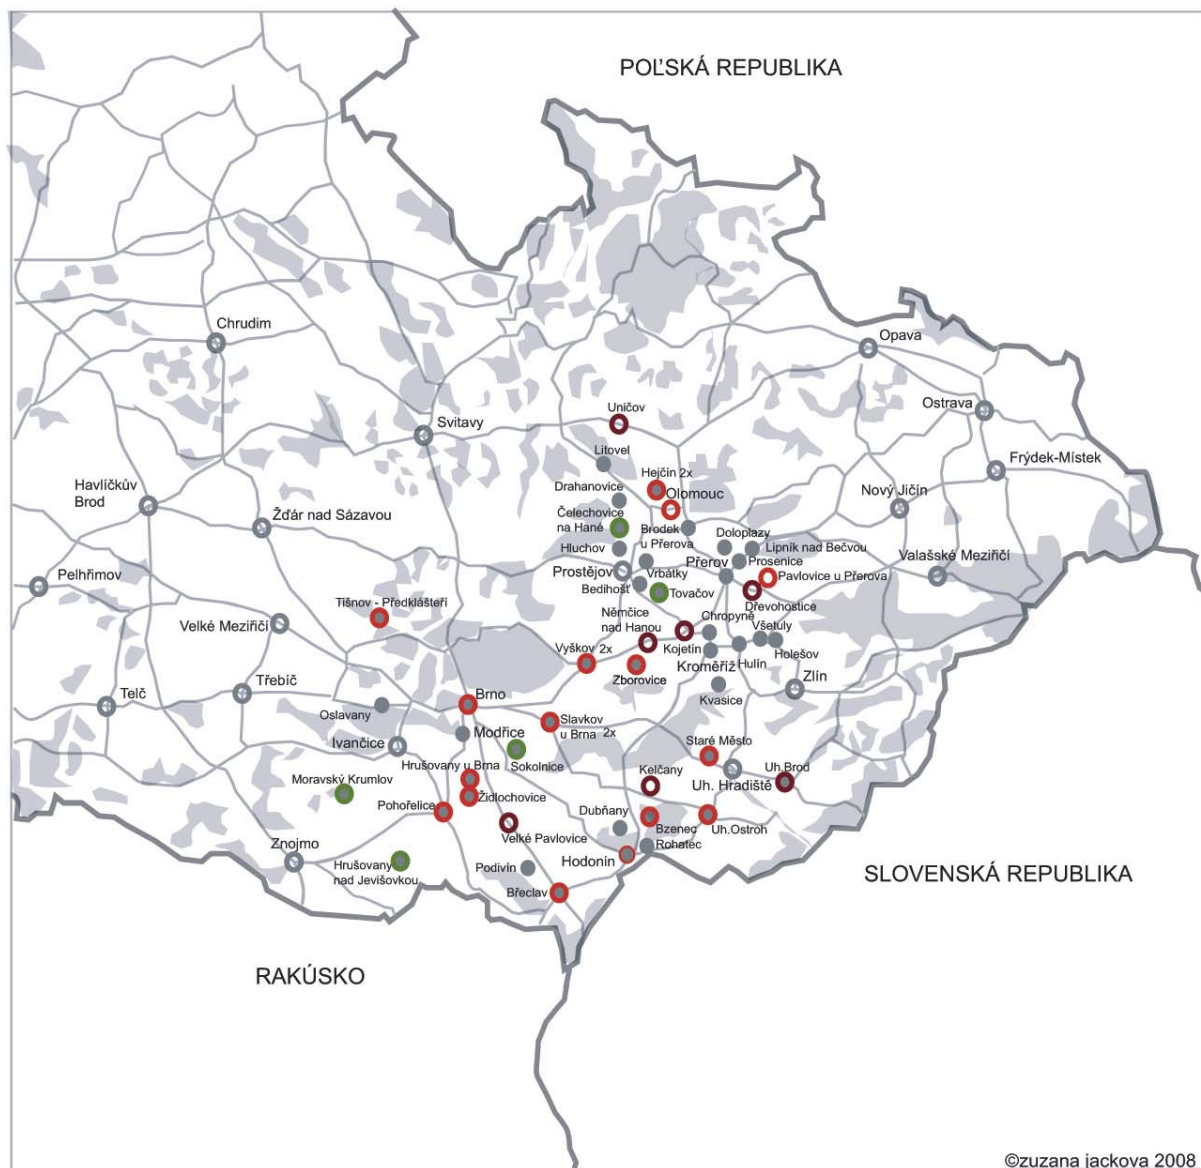 POĽSKÁ REPUBLIKA
Chrudim
Opava
Ostrava
Uničov
Svitavy
Litovel
Frýdek-Místek
Hejčin 2x
Drahanovice
Olomouc
Havlíčkův
Brod
Nový Jičín
Žďár nad Sázavou
Čelechovice
na Hané
Brodek
u Přerova
Doloplazy
Hluchov
Lipník nad Bečvou
Valašské Meziříčí
Prostějov
Vrbátky
Přerov
Prosenice
Pelhřimov
Pavlovice u Přerova
Bedihošť
Tovačov
Dřevohostice
Tišnov - Předklášteří
Němčice
nad Hanou
Chropyně
Velké Meziříčí
Všetuly
Kojetín
Vyškov 2x
Kroměříž
Hulín
Holešov
Zborovice
Třebíč
Zlín
Telč
Brno
Kvasice
Oslavany
Slavkov
u Brna 2x
Modřice
Ivančice
Staré Město
Sokolnice
Hrušovany u Brna
Kelčany
Uh.Brod
Moravský Krumlov
Uh. Hradiště
Židlochovice
Pohořelice
Dubňany
Bzenec
Uh.Ostroh
Velké Pavlovice
Znojmo
Rohatec
Hrušovany
nad Jevišovkou
Podivín
Hodonín
Břeclav
SLOVENSKÁ REPUBLIKA
RAKÚSKO
©zuzana jackova 2008